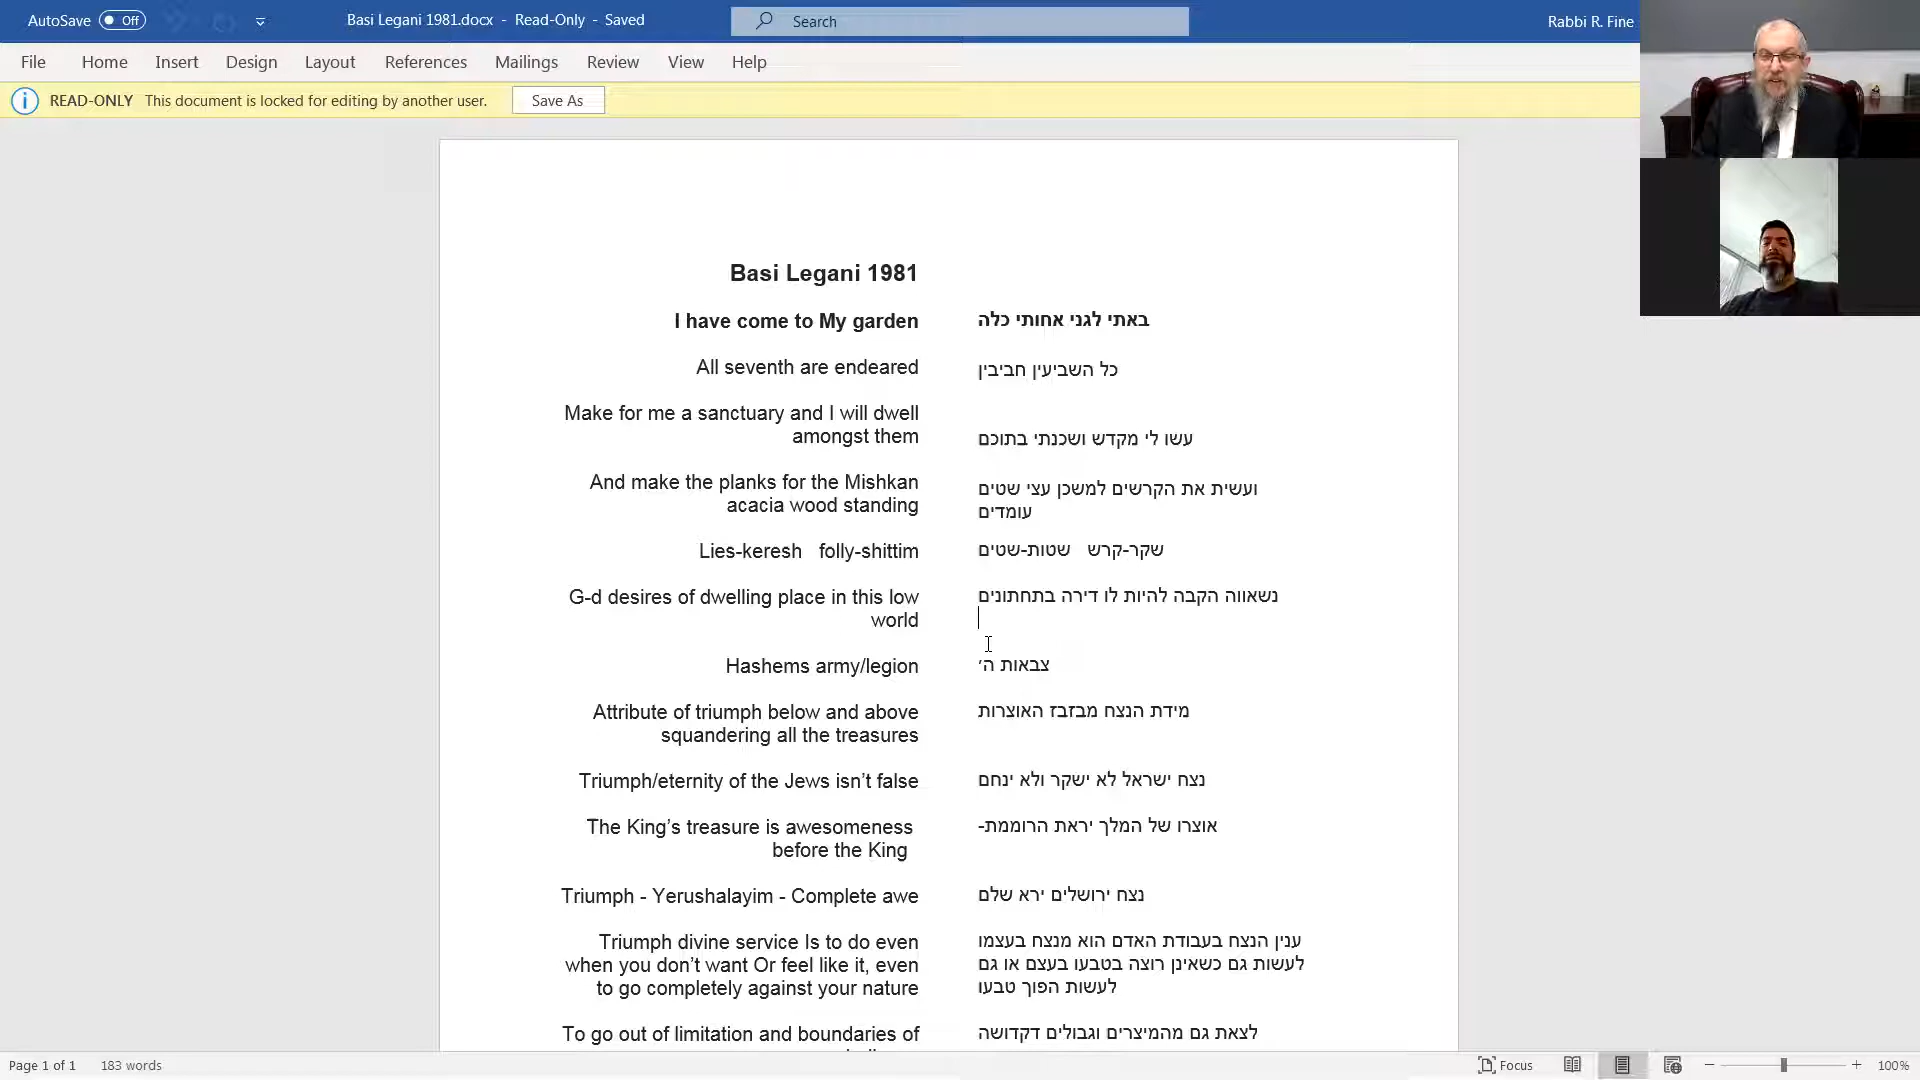 AutoSave Off Basi Legani 1981.docx - Read-Only - Saved Search Rabbi R. Fine
File Home Insert Design Layout References Mailings Review View Help
READ-ONLY This document is locked for editing by another user. Save As
Basi Legani 1981
I have come to My garden
באתי לגני אחותי כלה
All seventh are endeared
כל השביעין חביבין
Make for me a sanctuary and I will dwell
amongst them
עשו לי מקדש ושכנתי בתוכם
And make the planks for the Mishkan
acacia wood standing
ועשית את הקרשים למשכן עצי שטים
עומדים
Lies-keresh folly-shittim
שקר-קרש שטות-שטים
G-d desires of dwelling place in this low
world
נשאווה הקבה להיות לו דירה בתחתונים
Hashems army/legion
צבאות ה׳
Attribute of triumph below and above
squandering all the treasures
מידת הנצח מבזבז האוצרות
Triumph/eternity of the Jews isn’t false
נצח ישראל לא ישקר ולא ינחם
The King’s treasure is awesomeness
before the King
אוצרו של המלך יראת הרוממת-
Triumph - Yerushalayim - Complete awe
נצח ירושלים ירא שלם
Triumph divine service Is to do even
when you don’t want Or feel like it, even
to go completely against your nature
ענין הנצח בעבודת האדם הוא מנצח בעצמו
לעשות גם כשאינן רוצה בטבעו בעצם או גם
לעשות הפוך טבעו
To go out of limitation and boundaries of
לצאת גם מהמיצרים וגבולים דקדושה
Page 1 of 1 183 words Focus 100%